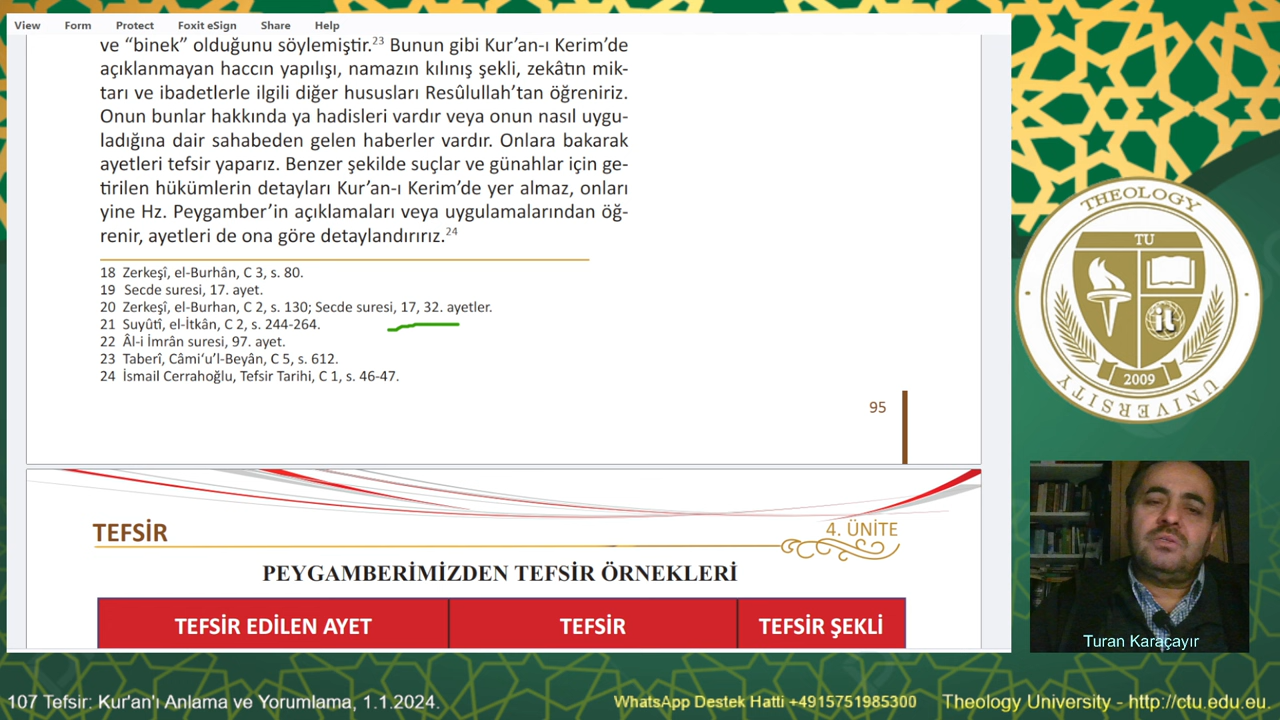 View Form Protect Foxit eSign Share Help
ve “binek” olduğunu söylemiştir.23 Bunun gibi Kur’an-ı Kerim’de
açıklanmayan haccın yapılışı, namazın kılınış şekli, zekâtın mik-
tarı ve ibadetlerle ilgili diğer hususları Resûlullah’tan öğreniriz.
Onun bunlar hakkında ya hadisleri vardır veya onun nasıl uygu-
ladığına dair sahabeden gelen haberler vardır. Onlara bakarak
ayetleri tefsir yaparız. Benzer şekilde suçlar ve günahlar için ge-
tirilen hükümlerin detayları Kur’an-ı Kerim’de yer almaz, onları
yine Hz. Peygamber’in açıklamaları veya uygulamalarından öğ-
renir, ayetleri de ona göre detaylandırırız.24
18 Zerkeşî, el-Burhân, C 3, s. 80.
19 Secde suresi, 17. ayet.
20 Zerkeşî, el-Burhan, C 2, s. 130; Secde suresi, 17, 32. ayetler.
21 Suyûtî, el-İtkân, C 2, s. 244-264.
22 Âl-i İmrân suresi, 97. ayet.
23 Taberî, Câmi‘u’l-Beyân, C 5, s. 612.
24 İsmail Cerrahoğlu, Tefsir Tarihi, C 1, s. 46-47.
95
TEFSİR
4. ÜNİTE
PEYGAMBERİMİZDEN TEFSİR ÖRNEKLERİ
TEFSİR EDİLEN AYET TEFSİR TEFSİR ŞEKLİ
THEOLOGY
TU
2009
UNIVERSITY
Turan Karaçayır
107 Tefsir: Kur'an'ı Anlama ve Yorumlama, 1.1.2024.
WhatsApp Destek Hatti +4915751985300
Theology University - http://ctu.edu.eu.